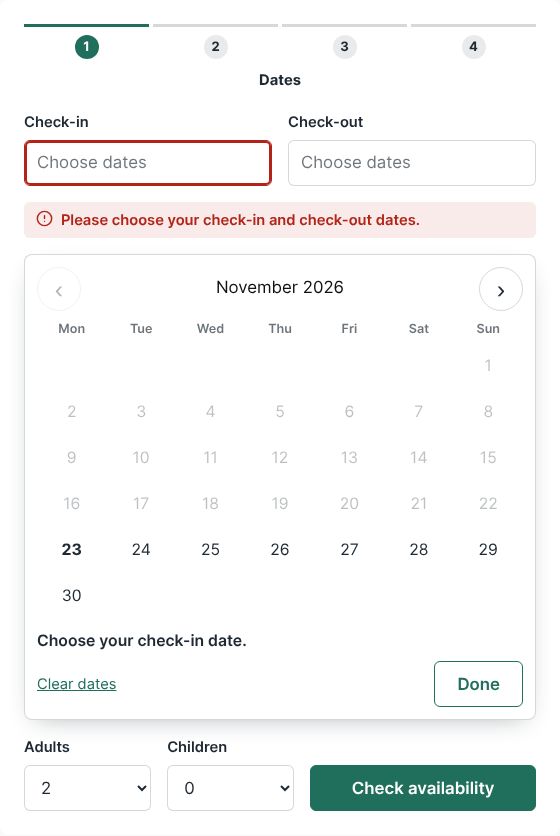 1 2 3 4
Dates
Check-in Check-out
Choose dates Choose dates
Please choose your check-in and check-out dates.
November 2026
Mon Tue Wed Thu Fri Sat Sun
1
2 3 4 5 6 7 8
9 10 11 12 13 14 15
16 17 18 19 20 21 22
23 24 25 26 27 28 29
30
Choose your check-in date.
Clear dates Done
Adults Children
2 0 Check availability